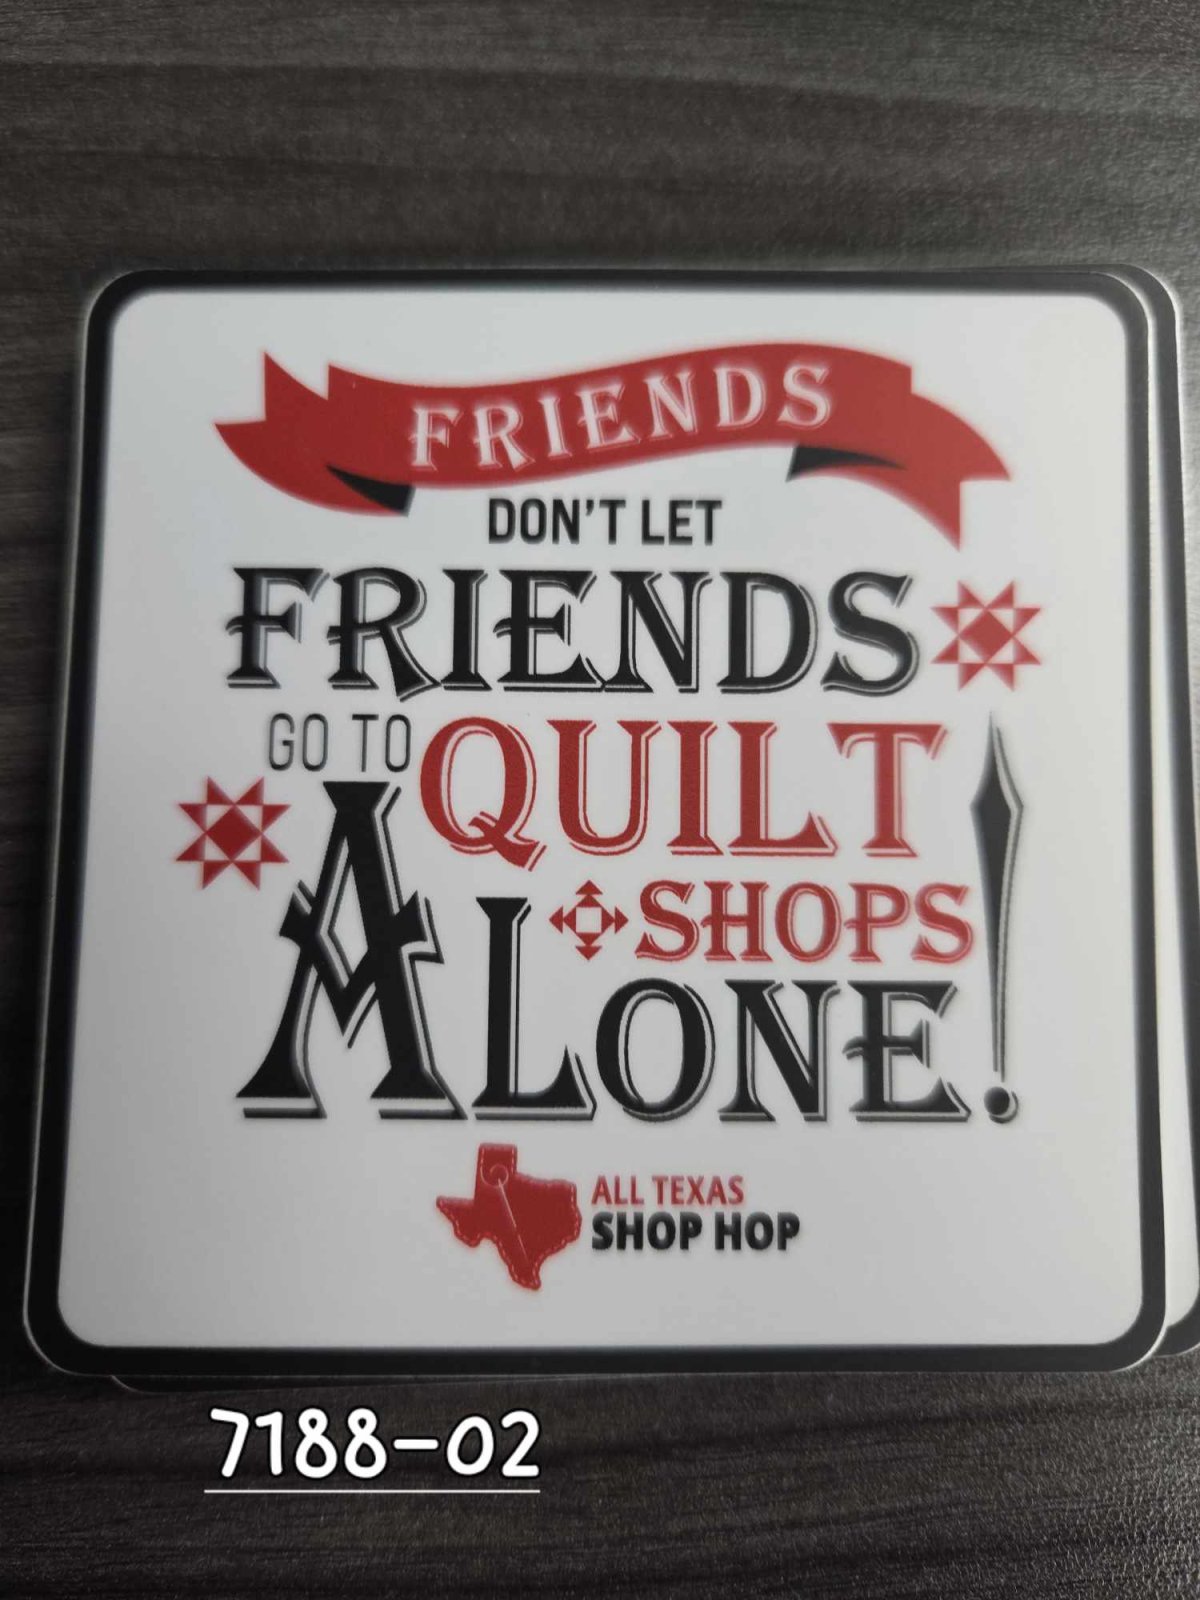 FRIENDS
DON'T LET
FRIENDS
GO TO QUILT
SHOPS
ALONE!
ALL TEXAS
SHOP HOP
7188-02